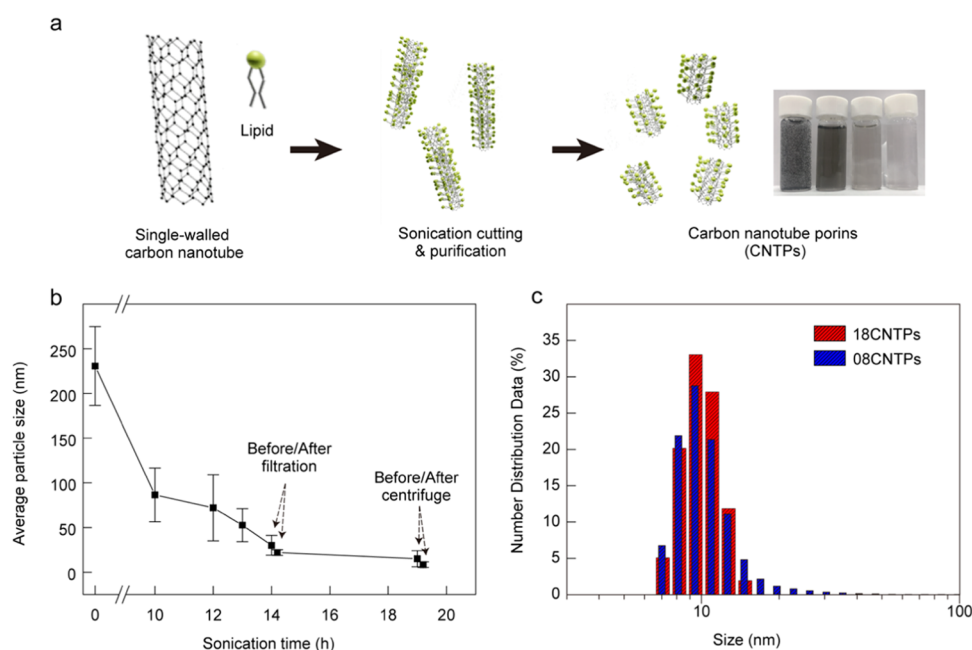 a
Lipid
Single-walled
carbon nanotube
Sonication cutting
& purification
Carbon nanotube porins
(CNTPs)
b
Average particle size (nm)
250
200
150
100
50
0
Before/After
filtration
Before/After
centrifuge
0
10
12
14
16
18
20
Sonication time (h)
c
Number Distribution Data (%)
35
30
25
20
15
10
5
0
18CNTPs
08CNTPs
10
100
Size (nm)